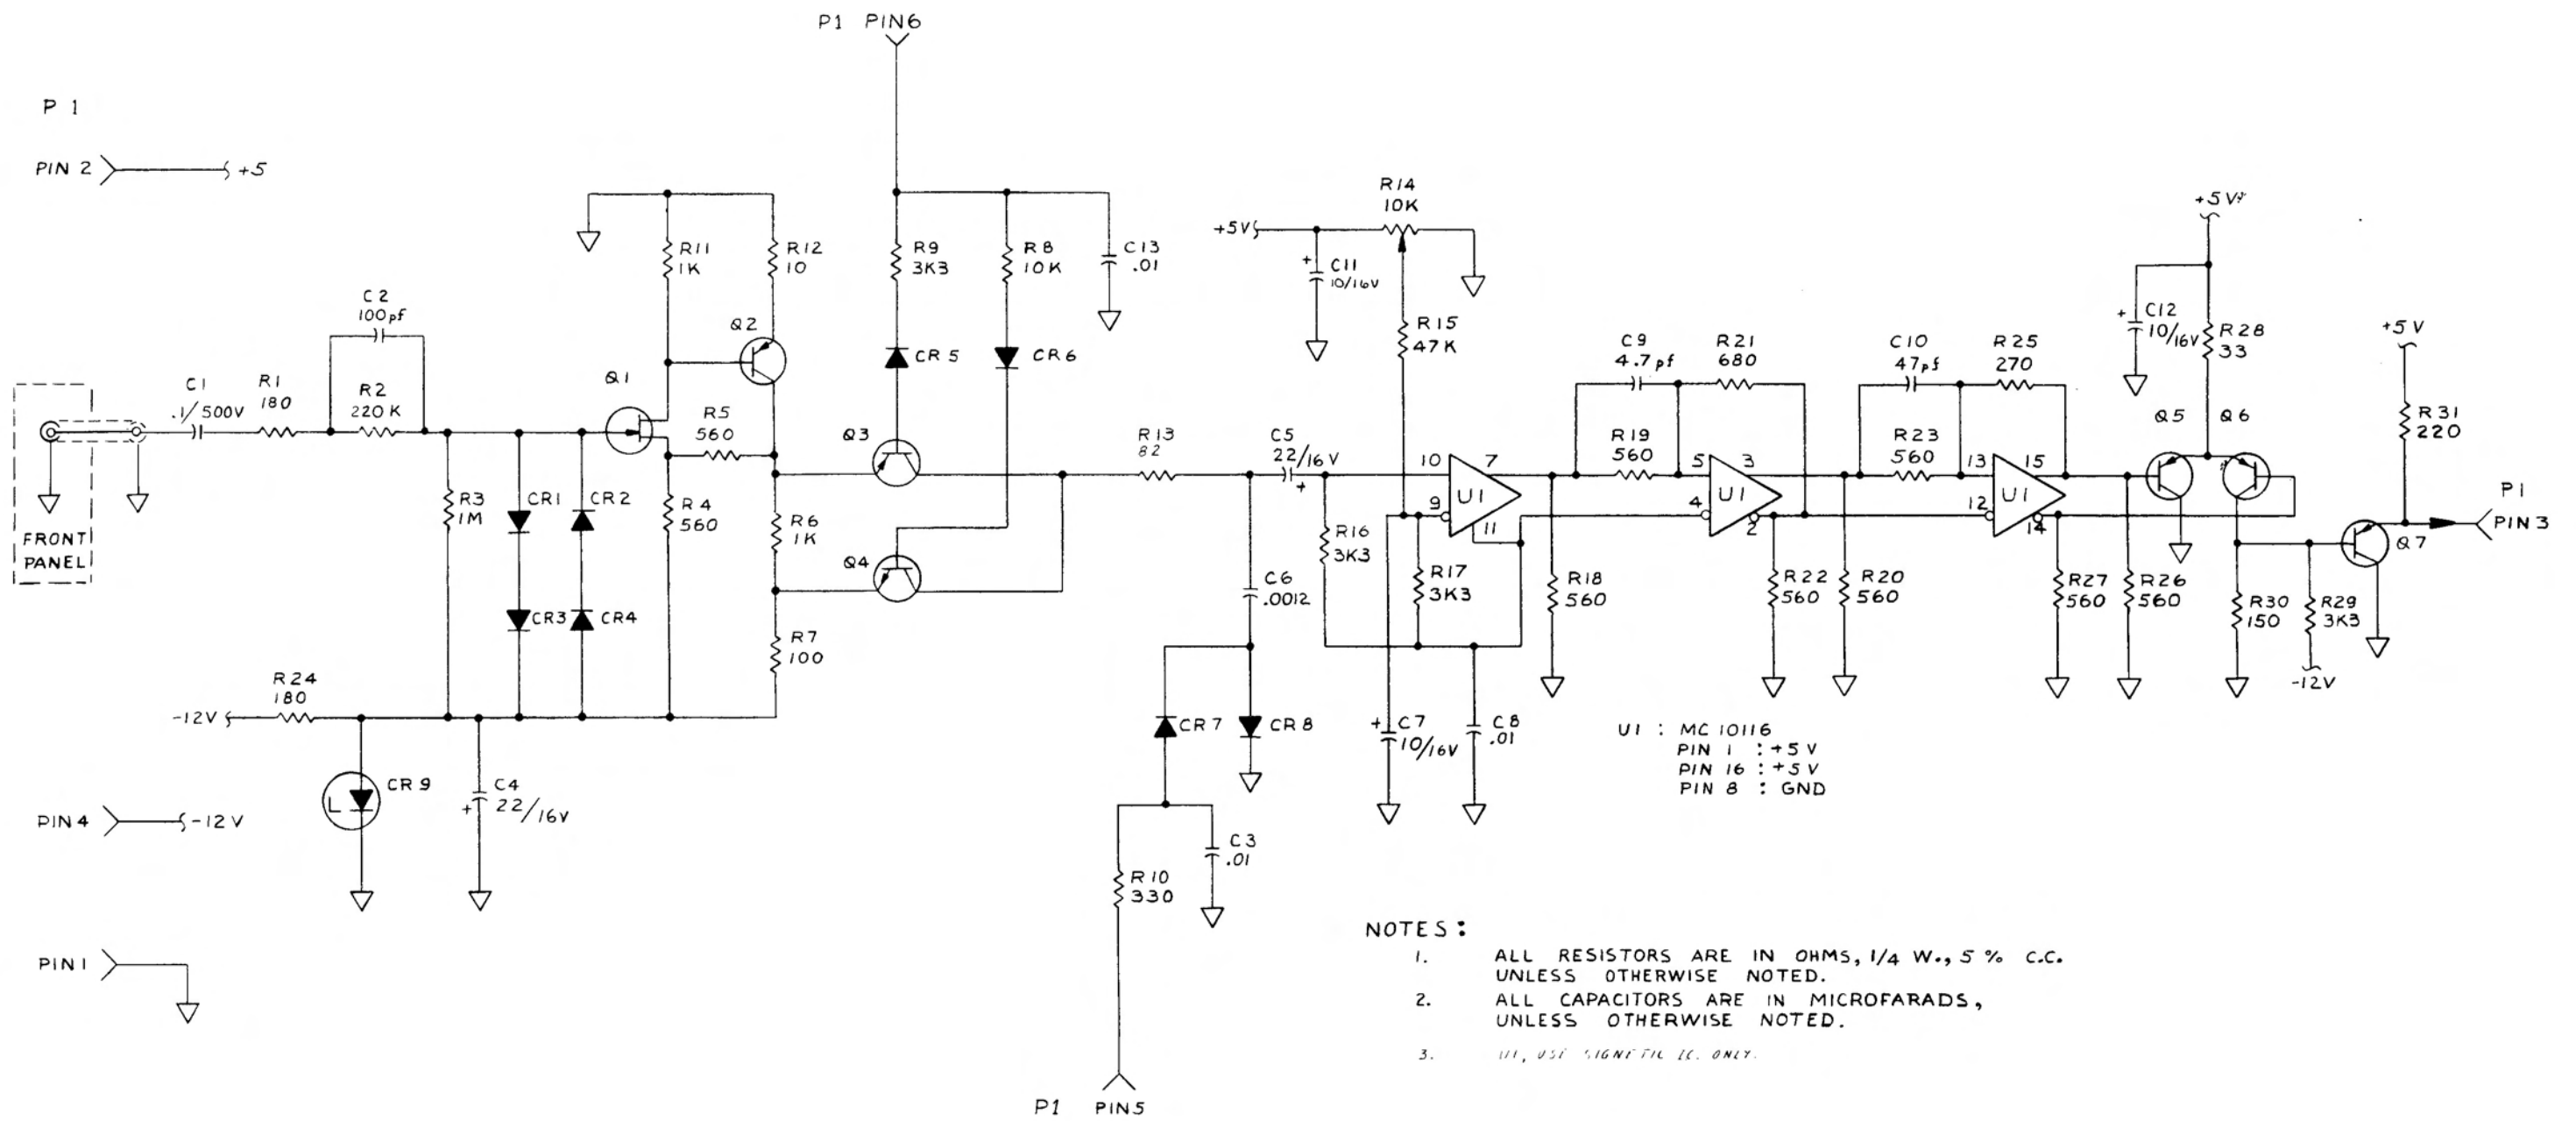 P1 PIN6
P 1
PIN 2
+5
R14
10K
+5V
+5V
R11
1K
R12
10
R9
3K3
R8
10K
C13
.01
C11
10/16V
C2
100pf
Q2
CR5
CR6
R15
47K
C12
10/16V
R28
33
+5V
C9
4.7pf
R21
680
C10
47pf
R25
270
C1
.1/500V
R1
180
R2
220K
Q1
R5
560
Q3
R13
82
C5
22/16V
R19
560
R23
560
Q5
Q6
R31
220
10
7
5
3
13
15
9
U1
11
4
U1
2
12
U1
14
P1
PIN 3
Q7
FRONT
PANEL
R3
1M
CR1
CR2
R4
560
R6
1K
Q4
R16
3K3
R17
3K3
C6
.0012
R18
560
R22
560
R20
560
R27
560
R26
560
R30
150
R29
3K3
-12V
CR3
CR4
R7
100
R24
180
-12V
CR7
CR8
C7
10/16V
C8
.01
U1 : MC10116
PIN 1 : +5V
PIN 16 : +5V
PIN 8 : GND
L
CR9
C4
22/16V
PIN4
-12V
C3
.01
R10
330
PIN1
P1 PIN5
NOTES:
1. ALL RESISTORS ARE IN OHMS, 1/4 W., 5 % C.C.
UNLESS OTHERWISE NOTED.
2. ALL CAPACITORS ARE IN MICROFARADS,
UNLESS OTHERWISE NOTED.
3. U1, USE SIGNETIC I.C. ONLY.